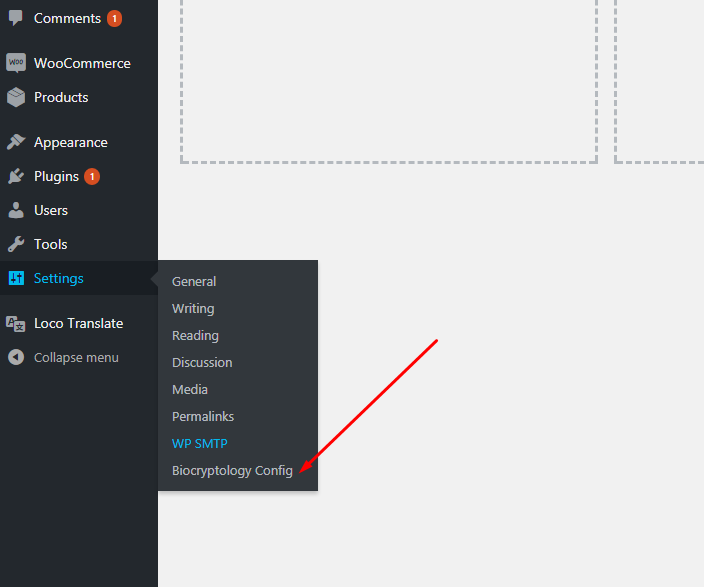 Comments 1
WooCommerce
Products
Appearance
Plugins 1
Users
Tools
Settings
General
Writing
Reading
Discussion
Media
Permalinks
WP SMTP
Biocryptology Config
Loco Translate
Collapse menu